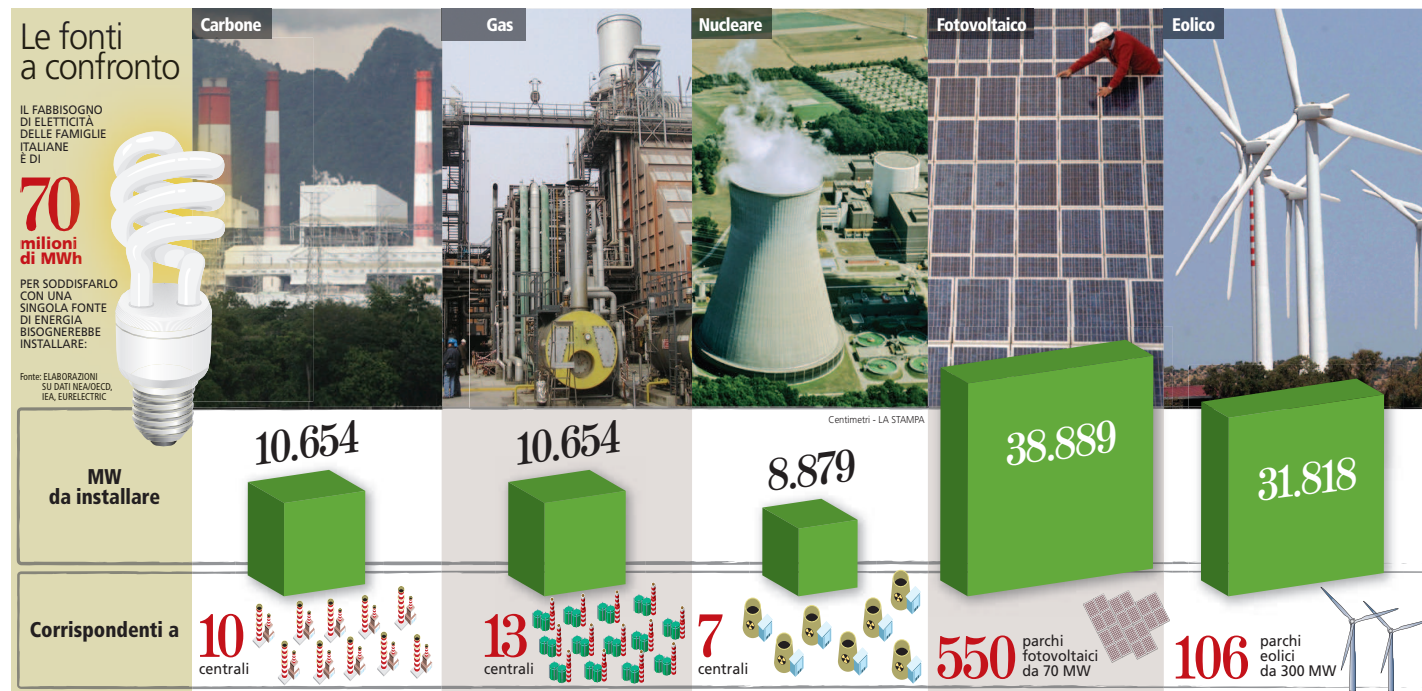 Le fonti
a confronto
IL FABBISOGNO
DI ELETTICITÀ
DELLE FAMIGLIE
ITALIANE
È DI
70
milioni
di MWh
PER SODDISFARLO
CON UNA
SINGOLA FONTE
DI ENERGIA
BISOGNEREBBE
INSTALLARE:
Fonte: ELABORAZIONI
SU DATI NEA/OECD,
IEA, EURELECTRIC
Carbone
Gas
Nucleare
Fotovoltaico
Eolico
Centimetri - LA STAMPA
MW
da installare
10.654
10.654
8.879
38.889
31.818
Corrispondenti a
10
centrali
13
centrali
7
centrali
550
parchi
fotovoltaici
da 70 MW
106
parchi
eolici
da 300 MW